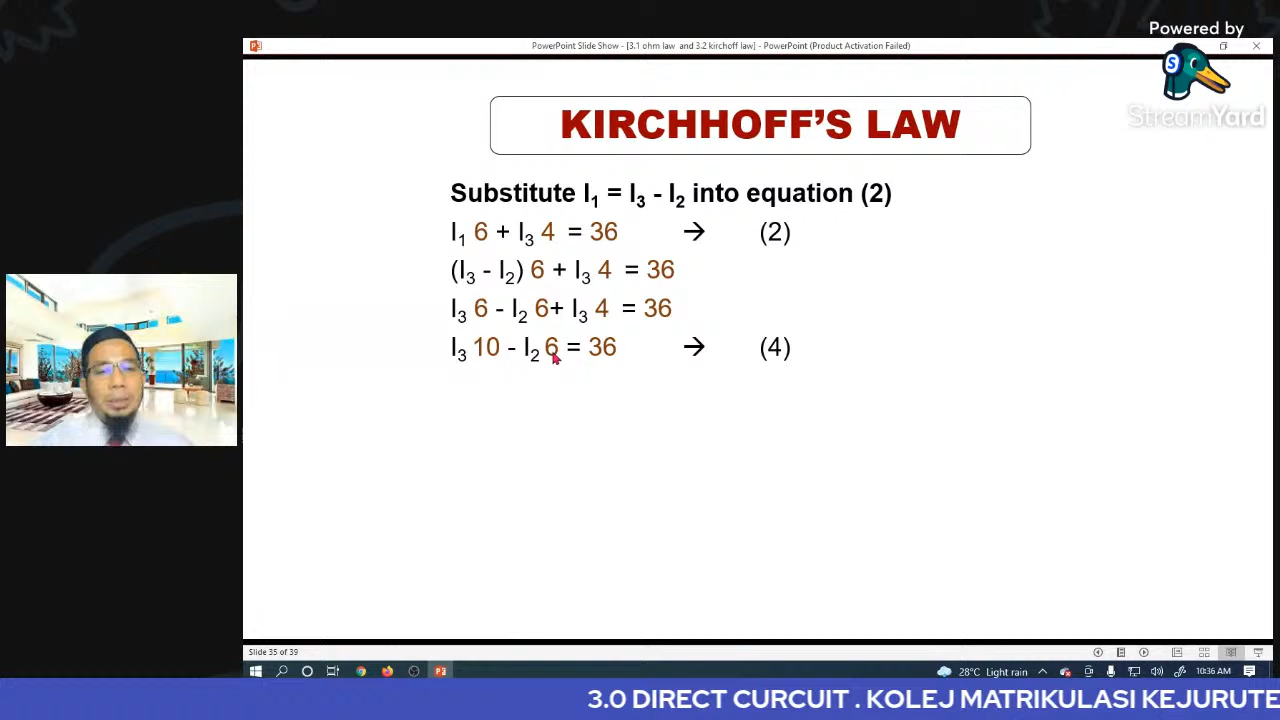 Powered by
S
StreamYard
PowerPoint Slide Show - [3.1 ohm law and 3.2 kirchoff law] - PowerPoint (Product Activation Failed)
KIRCHHOFF'S LAW
Substitute I₁ = I₃ - I₂ into equation (2)
I₁ 6 + I₃ 4 = 36 → (2)
(I₃ - I₂) 6 + I₃ 4 = 36
I₃ 6 - I₂ 6+ I₃ 4 = 36
I₃ 10 - I₂ 6 = 36 → (4)
Slide 35 of 39
28°C Light rain
10:36 AM
3.0 DIRECT CURCUIT . KOLEJ MATRIKULASI KEJURUTE